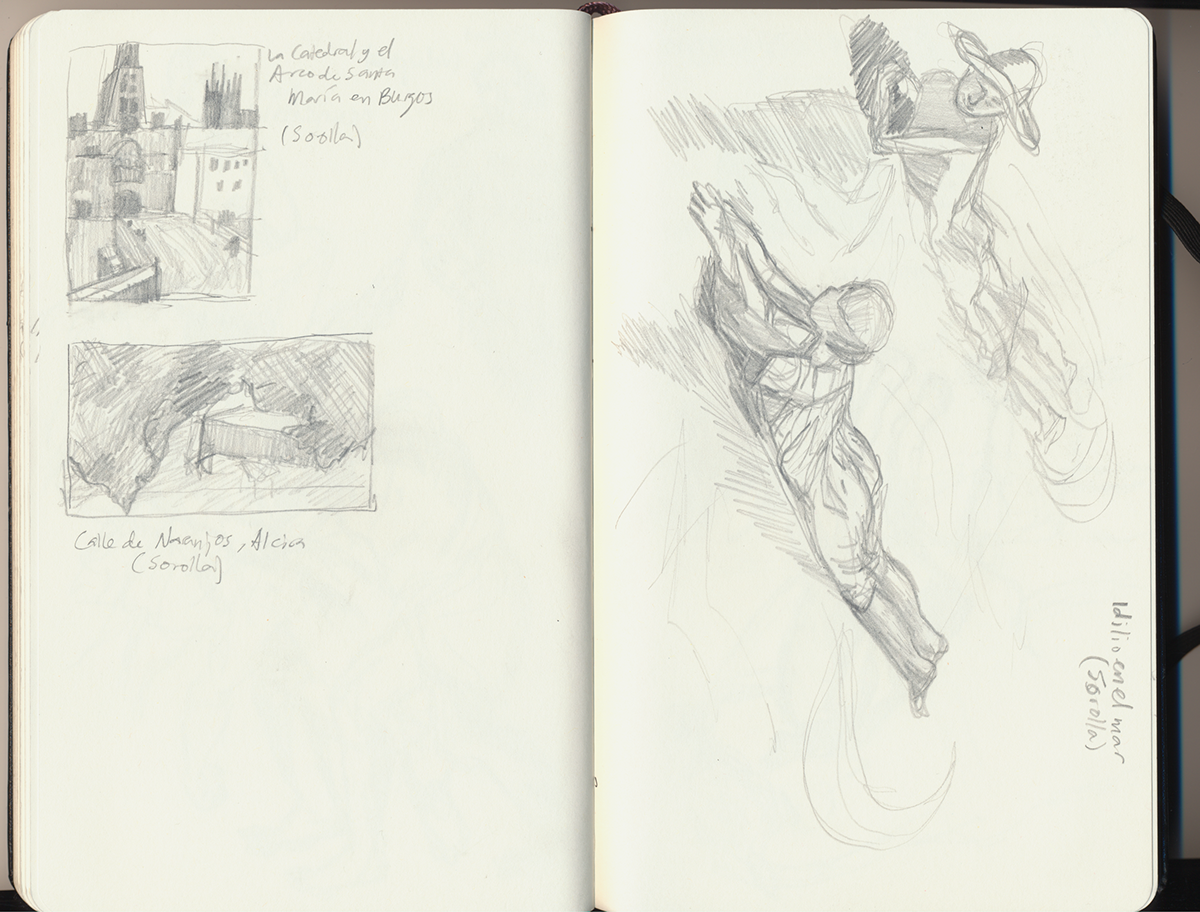 La Catedral y el
Arco de Santa
María en Burgos
(Sorolla)
Calle de Naranjos, Alcira
(Sorolla)
Idilio en el mar
(Sorolla)